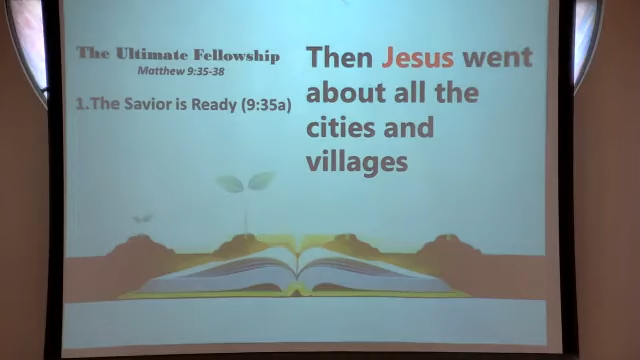 The Ultimate Fellowship
Matthew 9:35-38
1.The Savior is Ready (9:35a)
Then Jesus went
about all the
cities and
villages